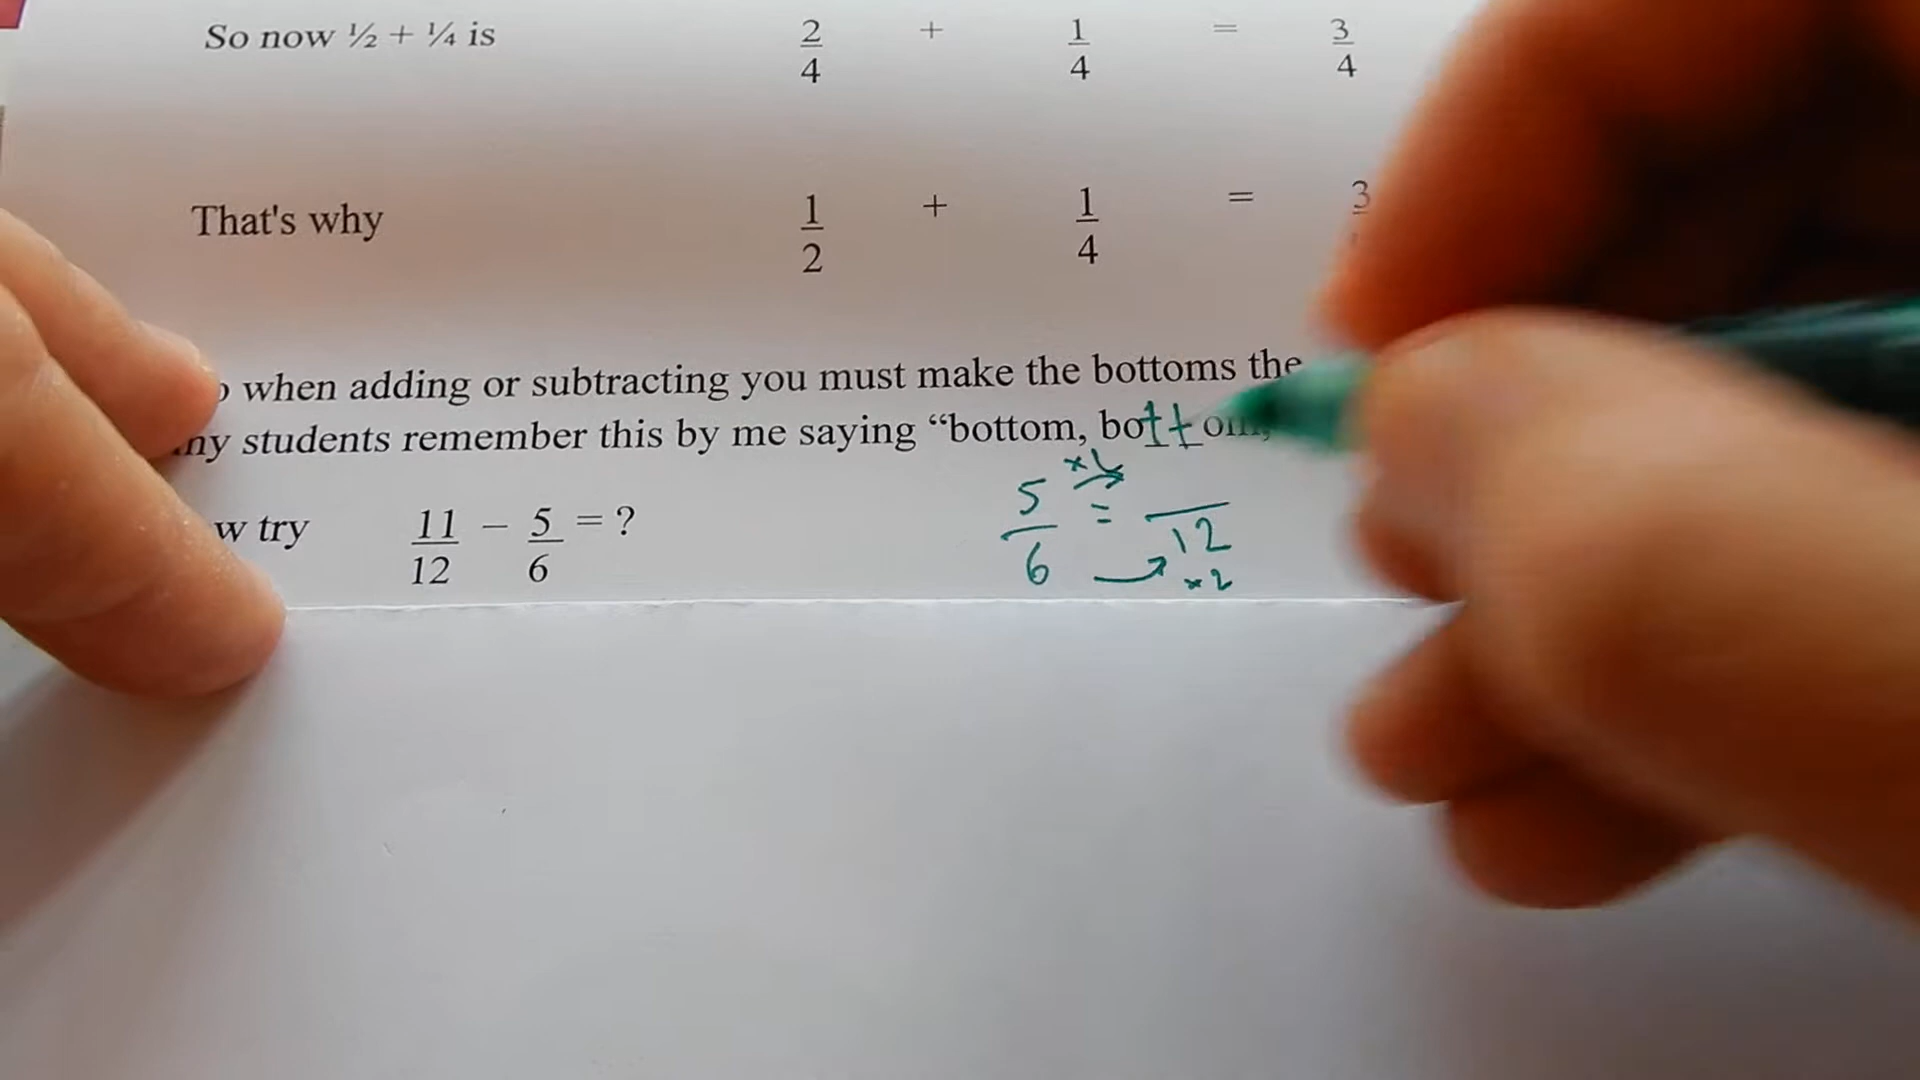 So now ½ + ¼ is 2/4 + 1/4 = 3/4
That's why 1/2 + 1/4 = 3
when adding or subtracting you must make the bottoms the
my students remember this by me saying “bottom, bottom,
w try 11/12 − 5/6 = ?
5/6 = /12
×2